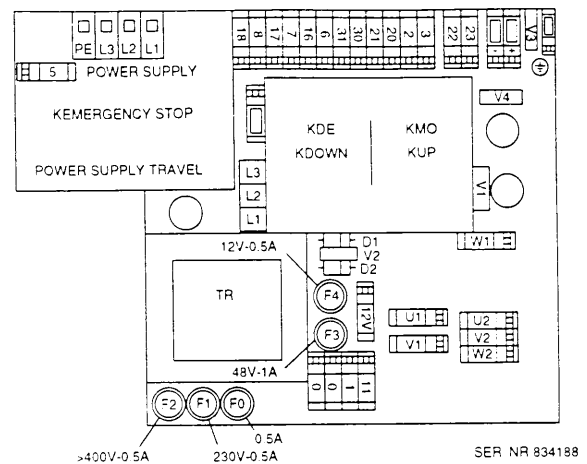 PE L3 L2 L1
5 POWER SUPPLY
KEMERGENCY STOP
POWER SUPPLY TRAVEL
18 8 17 7 16 6 31 30 21 20 2 3 22 23 - + V3
V4
KDE KMO
KDOWN KUP
V1
L3
L2
L1
W1
D1
V2
D2
12V-0.5A
TR
F4
12V
F3
48V-1A
U1
V1
U2
V2
W2
0 0 1 11
F2 F1 F0
0.5A
>400V-0.5A 230V-0.5A
SER NR 834188